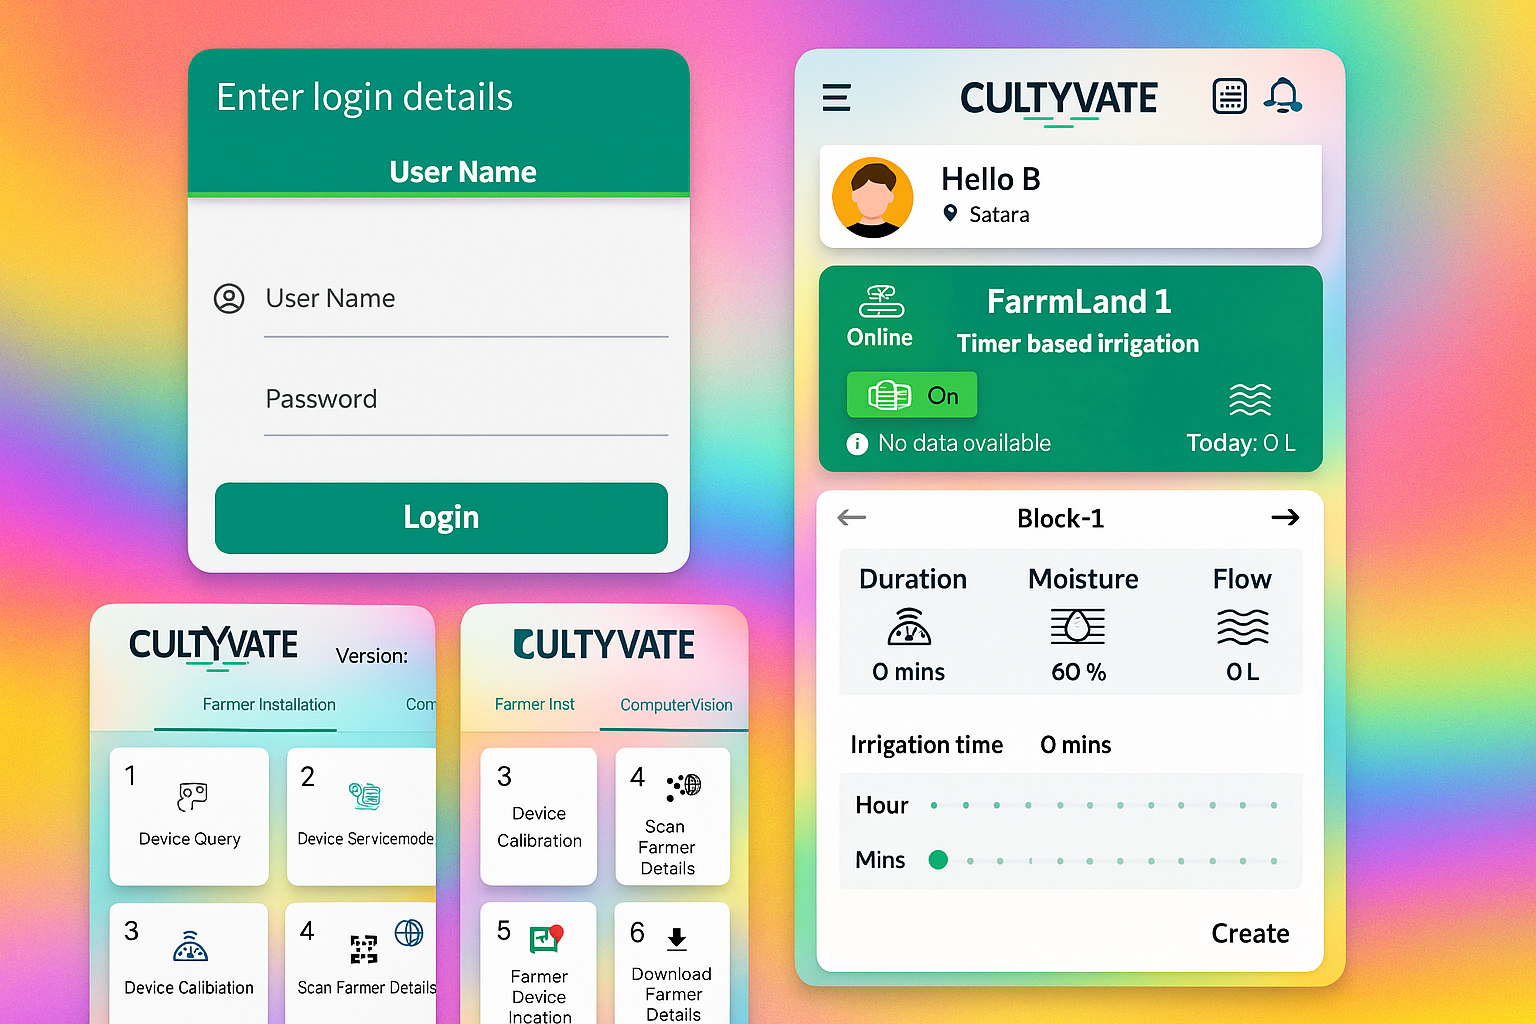 Enter login details
User Name
User Name
Password
Login
CULTYVATE
Version:
Farmer Installation
Com
1
Device Query
2
Device Servicemode
3
Device Calibiation
4
Scan Farmer Details
CULTYVATE
Farmer Inst
ComputerVision
3
Device
Calibration
4
Scan
Farmer
Details
5
Farmer
Device
Incation
6
Download
Farmer
Details
CULTYVATE
Hello B
Satara
FarrmLand 1
Online
Timer based irrigation
On
No data ovailable
Today: 0 L
Block-1
Duration
Moisture
Flow
0 mins
60 %
0 L
Irrigation time 0 mins
Hour
Mins
Create